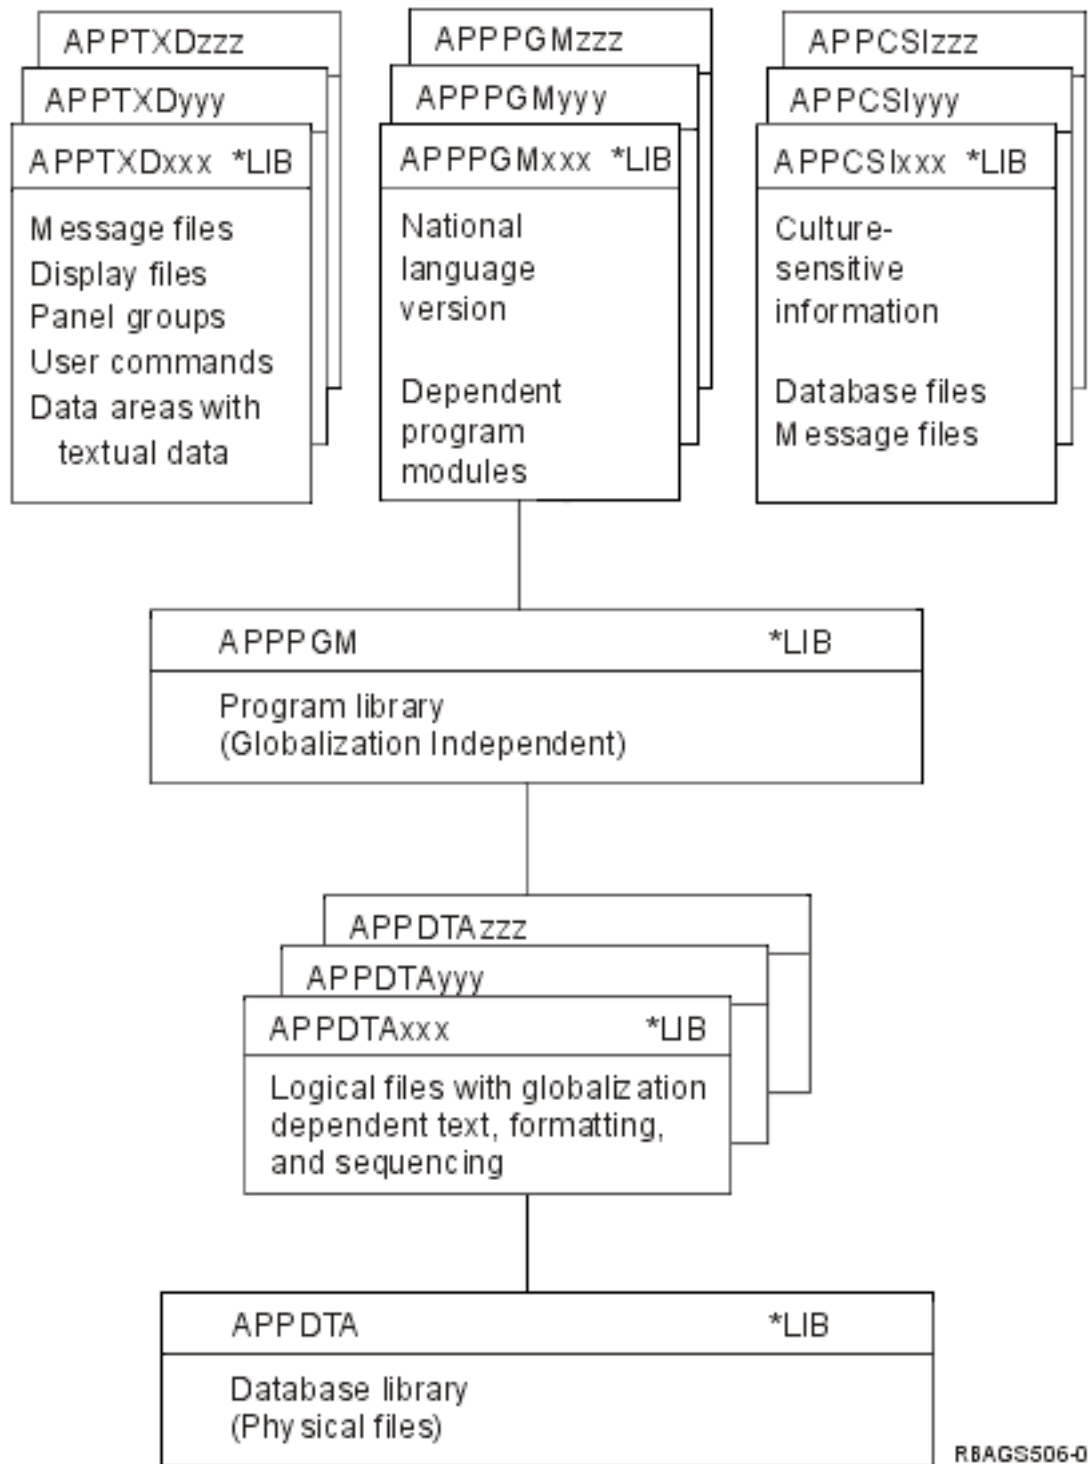 APPTXDzzz
APPTXDyyy
APPTXDxxx *LIB
Message files
Display files
Panel groups
User commands
Data areas with
textual data
APPPGMzzz
APPPGMyyy
APPPGMxxx *LIB
National
language
version
Dependent
program
modules
APPCSIzzz
APPCSIyyy
APPCSIxxx *LIB
Culture-
sensitive
information
Database files
Message files
APPPGM *LIB
Program library
(Globalization Independent)
APPDTAzzz
APPDTAyyy
APPDTAxxx *LIB
Logical files with globalization
dependent text, formatting,
and sequencing
APPDTA *LIB
Database library
(Physical files)
RBAGS506-0